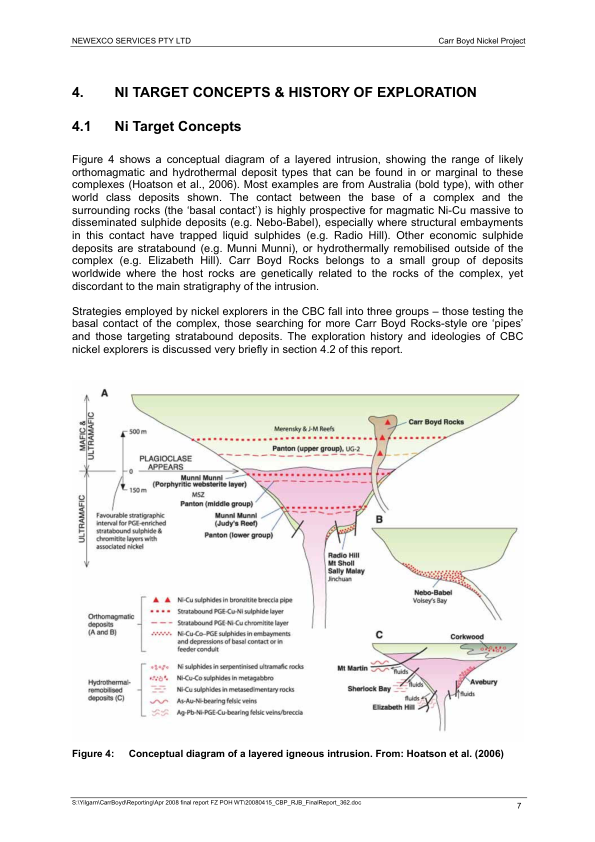 NEWEXCO SERVICES PTY LTD Carr Boyd Nickel Project
4. NI TARGET CONCEPTS & HISTORY OF EXPLORATION
4.1 Ni Target Concepts
Figure 4 shows a conceptual diagram of a layered intrusion, showing the range of likely
orthomagmatic and hydrothermal deposit types that can be found in or marginal to these
complexes (Hoatson et al., 2006). Most examples are from Australia (bold type), with other
world class deposits shown. The contact between the base of a complex and the
surrounding rocks (the 'basal contact') is highly prospective for magmatic Ni-Cu massive to
disseminated sulphide deposits (e.g. Nebo-Babel), especially where structural embayments
in this contact have trapped liquid sulphides (e.g. Radio Hill). Other economic sulphide
deposits are stratabound (e.g. Munni Munni), or hydrothermally remobilised outside of the
complex (e.g. Elizabeth Hill). Carr Boyd Rocks belongs to a small group of deposits
worldwide where the host rocks are genetically related to the rocks of the complex, yet
discordant to the main stratigraphy of the intrusion.
Strategies employed by nickel explorers in the CBC fall into three groups – those testing the
basal contact of the complex, those searching for more Carr Boyd Rocks-style ore 'pipes'
and those targeting stratabound deposits. The exploration history and ideologies of CBC
nickel explorers is discussed very briefly in section 4.2 of this report.
A
MAFIC &
ULTRAMAFIC
ULTRAMAFIC
500 m
0
150 m
PLAGIOCLASE
APPEARS
Favourable stratigraphic
interval for PGE-enriched
stratabound sulphide &
chromitite layers with
associated nickel
Merensky & J-M Reefs
Panton (upper group), UG-2
Carr Boyd Rocks
Munni Munni
(Porphyritic websterite layer)
MSZ
Panton (middle group)
Munni Munni
(Judy's Reef)
Panton (lower group)
Radio Hill
Mt Sholl
Sally Malay
Jinchuan
B
Nebo-Babel
Voisey's Bay
C
Corkwood
Mt Martin
fluids
Sherlock Bay
fluids
Avebury
fluids
Elizabeth Hill
Orthomagmatic
deposits
(A and B)
Ni-Cu sulphides in bronzitite breccia pipe
Stratabound PGE-Cu-Ni sulphide layer
Stratabound PGE-Ni-Cu chromitite layer
Ni-Cu-Co-PGE sulphides in embayments
and depressions of basal contact or in
feeder conduit
Hydrothermal-
remobilised
deposits (C)
Ni sulphides in serpentinised ultramafic rocks
Ni-Cu-Co sulphides in metagabbro
Ni-Cu sulphides in metasedimentary rocks
As-Au-Ni-bearing felsic veins
Ag-Pb-Ni-PGE-Cu-bearing felsic veins/breccia
Figure 4: Conceptual diagram of a layered igneous intrusion. From: Hoatson et al. (2006)
S:\Yilgarn\CarrBoyd\Reporting\Apr 2008 final report FZ POH WT\20080415_CBP_RJB_FinalReport_362.doc
7